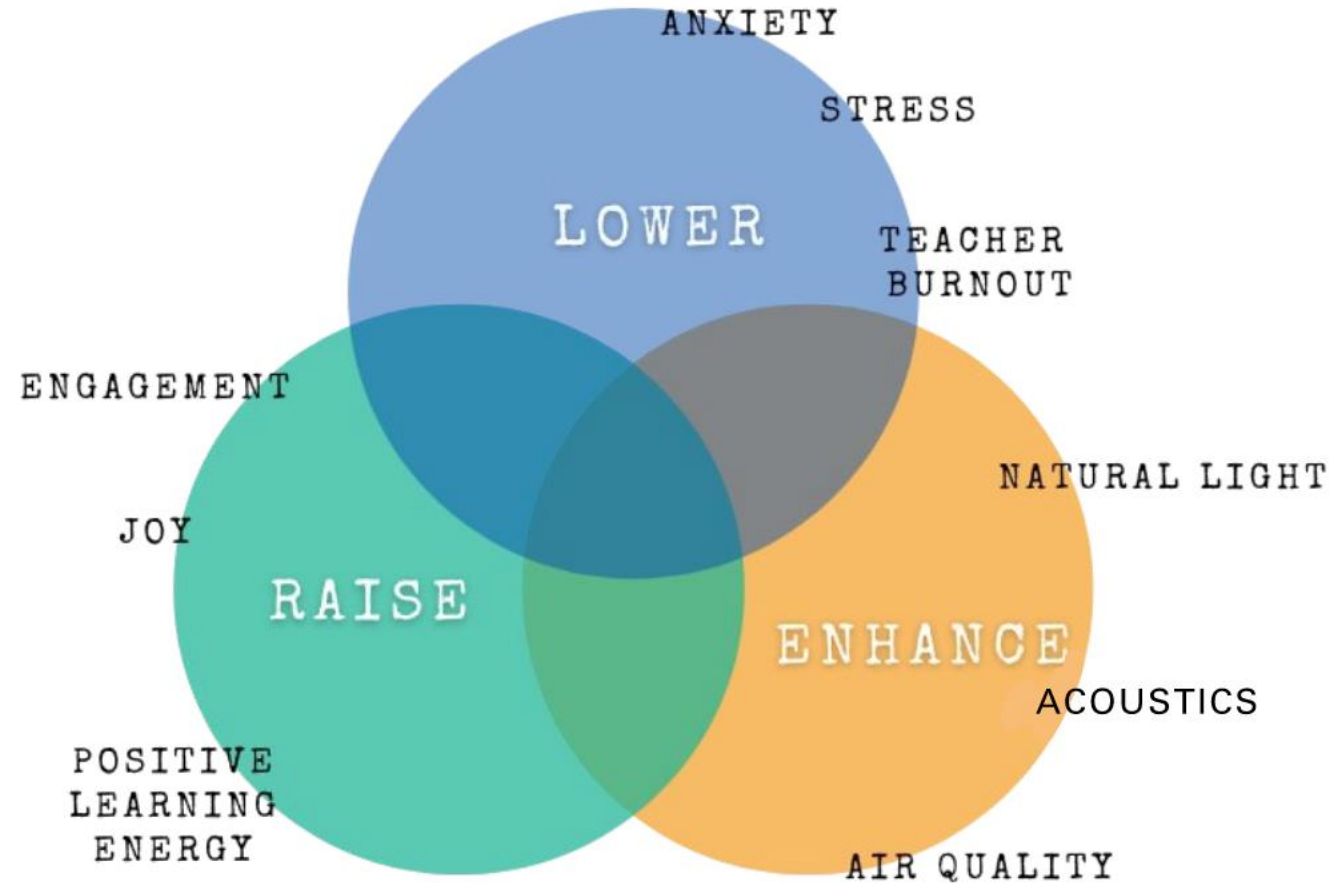 ANXIETY
STRESS
LOWER
TEACHER
BURNOUT
ENGAGEMENT
NATURAL LIGHT
JOY
RAISE
ENHANCE
ACOUSTICS
POSITIVE
LEARNING
ENERGY
AIR QUALITY